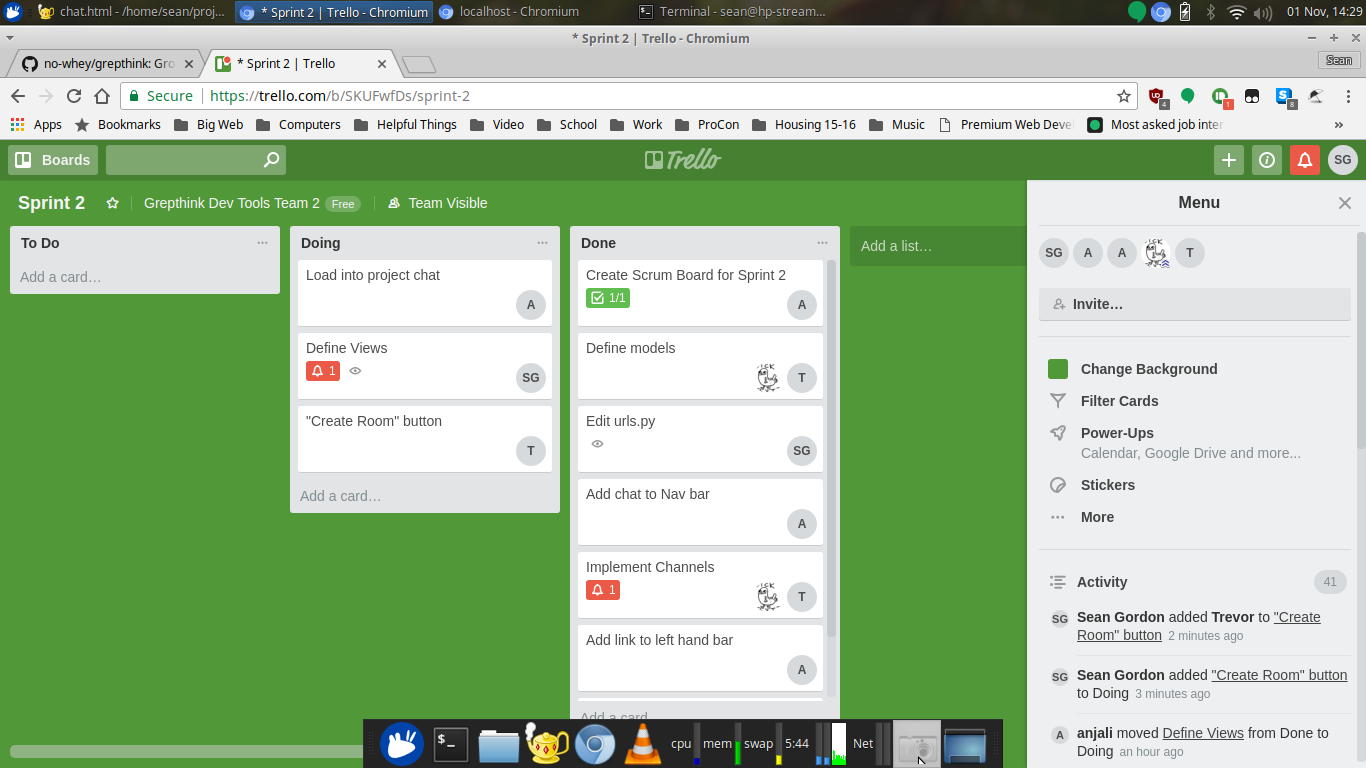 chat.html - /home/sean/proj...
* Sprint 2 | Trello - Chromium
localhost - Chromium
Terminal - sean@hp-stream...
01 Nov, 14:29
* Sprint 2 | Trello - Chromium
no-whey/grepthink: Gro
* Sprint 2 | Trello
Sean
Secure
https://trello.com/b/SKUFwfDs/sprint-2
4
1
8
Apps
Bookmarks
Big Web
Computers
Helpful Things
Video
School
Work
ProCon
Housing 15-16
Music
Premium Web Deve
Most asked job inter
»
Boards
Trello
SG
Sprint 2
Grepthink Dev Tools Team 2 Free
Team Visible
To Do
Add a card…
Doing
Load into project chat
A
Define Views
1
SG
"Create Room" button
T
Add a card…
Done
Create Scrum Board for Sprint 2
1/1
A
Define models
T
Edit urls.py
SG
Add chat to Nav bar
A
Implement Channels
1
T
Add link to left hand bar
A
Add a card
Add a list…
Menu
SG A A T
Invite…
Change Background
Filter Cards
Power-Ups
Calendar, Google Drive and more...
Stickers
More
Activity
41
SG
Sean Gordon added Trevor to "Create
Room" button 2 minutes ago
SG
Sean Gordon added "Create Room" button
to Doing 3 minutes ago
A
anjali moved Define Views from Done to
Doing an hour ago
cpu mem swap 5:44 Net